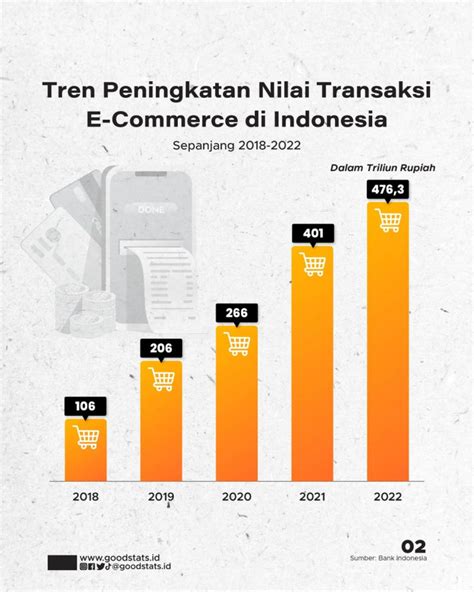 Tren Peningkatan Nilai Transaksi
E-Commerce di Indonesia
Sepanjang 2018-2022
Dalam Triliun Rupiah
DONE
476,3
401
266
206
106
2018
2019
2020
2021
2022
www.goodstats.id
@goodstats.id
02
Sumber: Bank Indonesia